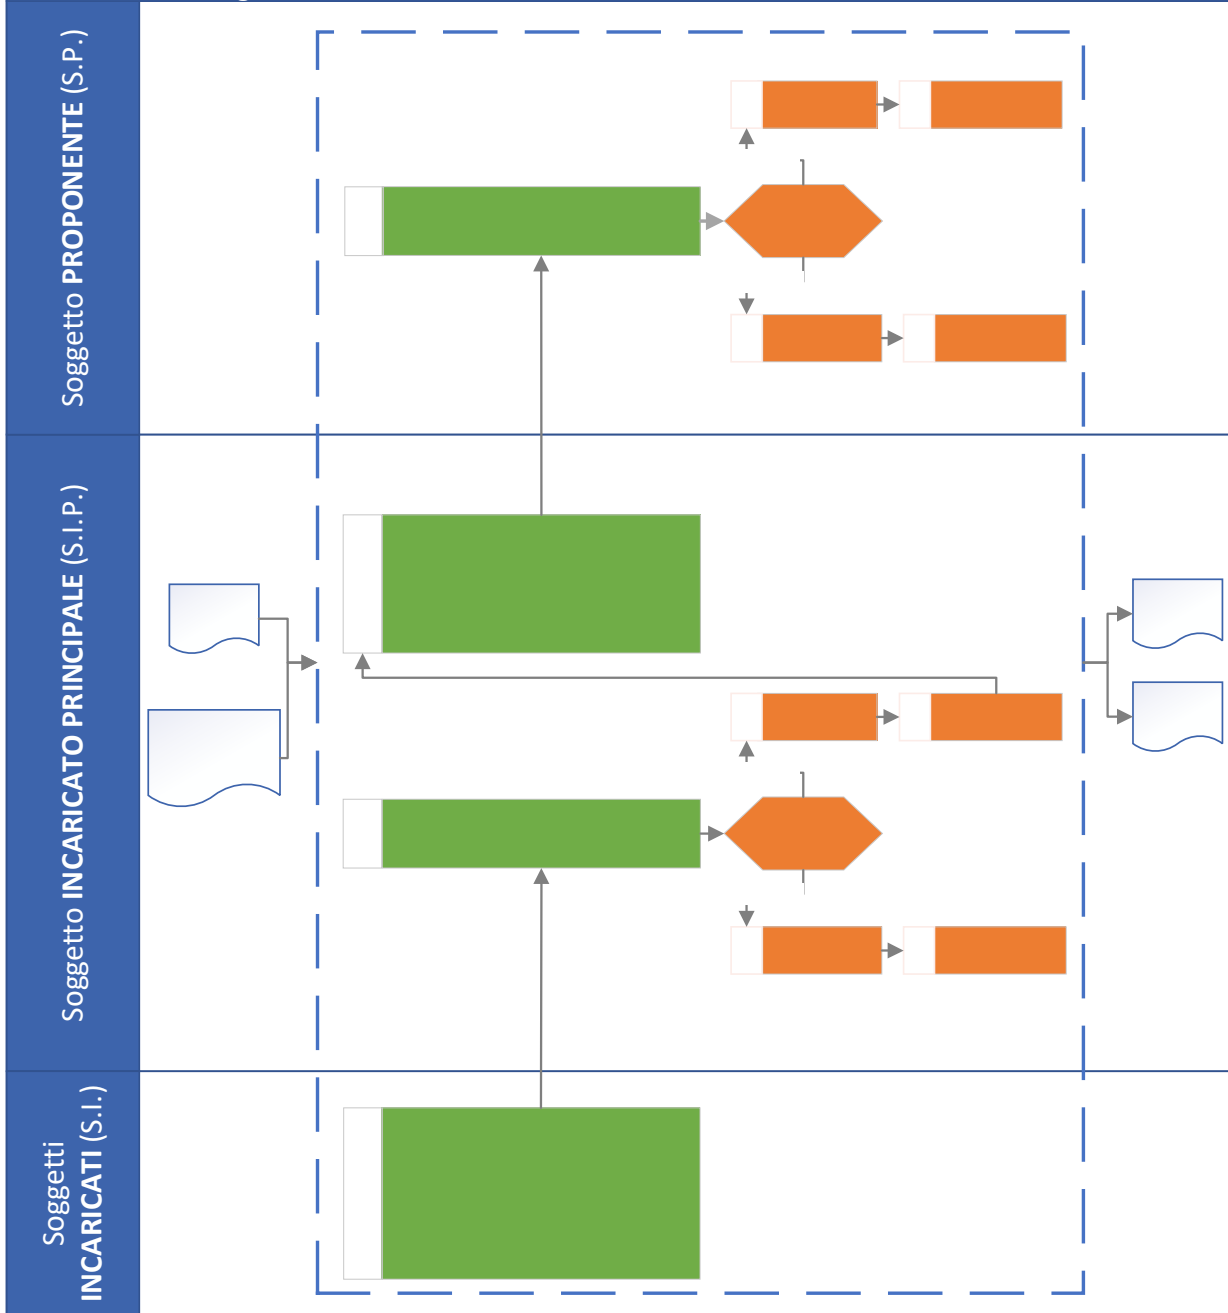 Soggetto PROPONENTE (S.P.)
Soggetto INCARICATO PRINCIPALE (S.I.P.)
Soggetti
INCARICATI (S.I.)